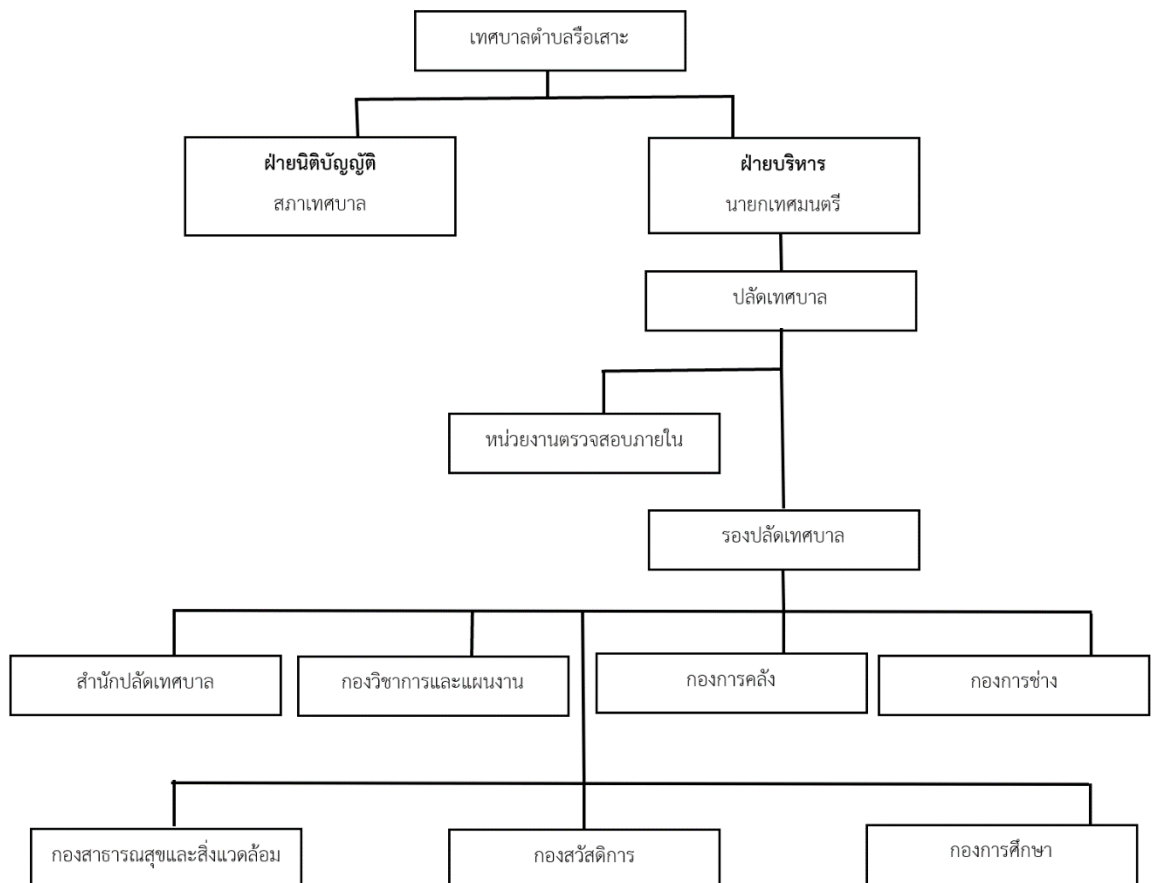 เทศบาลตำบลรือเสาะ
ฝ่ายนิติบัญญัติ
สภาเทศบาล
ฝ่ายบริหาร
นายกเทศมนตรี
ปลัดเทศบาล
หน่วยงานตรวจสอบภายใน
รองปลัดเทศบาล
สำนักปลัดเทศบาล
กองวิชาการและแผนงาน
กองการคลัง
กองการช่าง
กองสาธารณสุขและสิ่งแวดล้อม
กองสวัสดิการ
กองการศึกษา